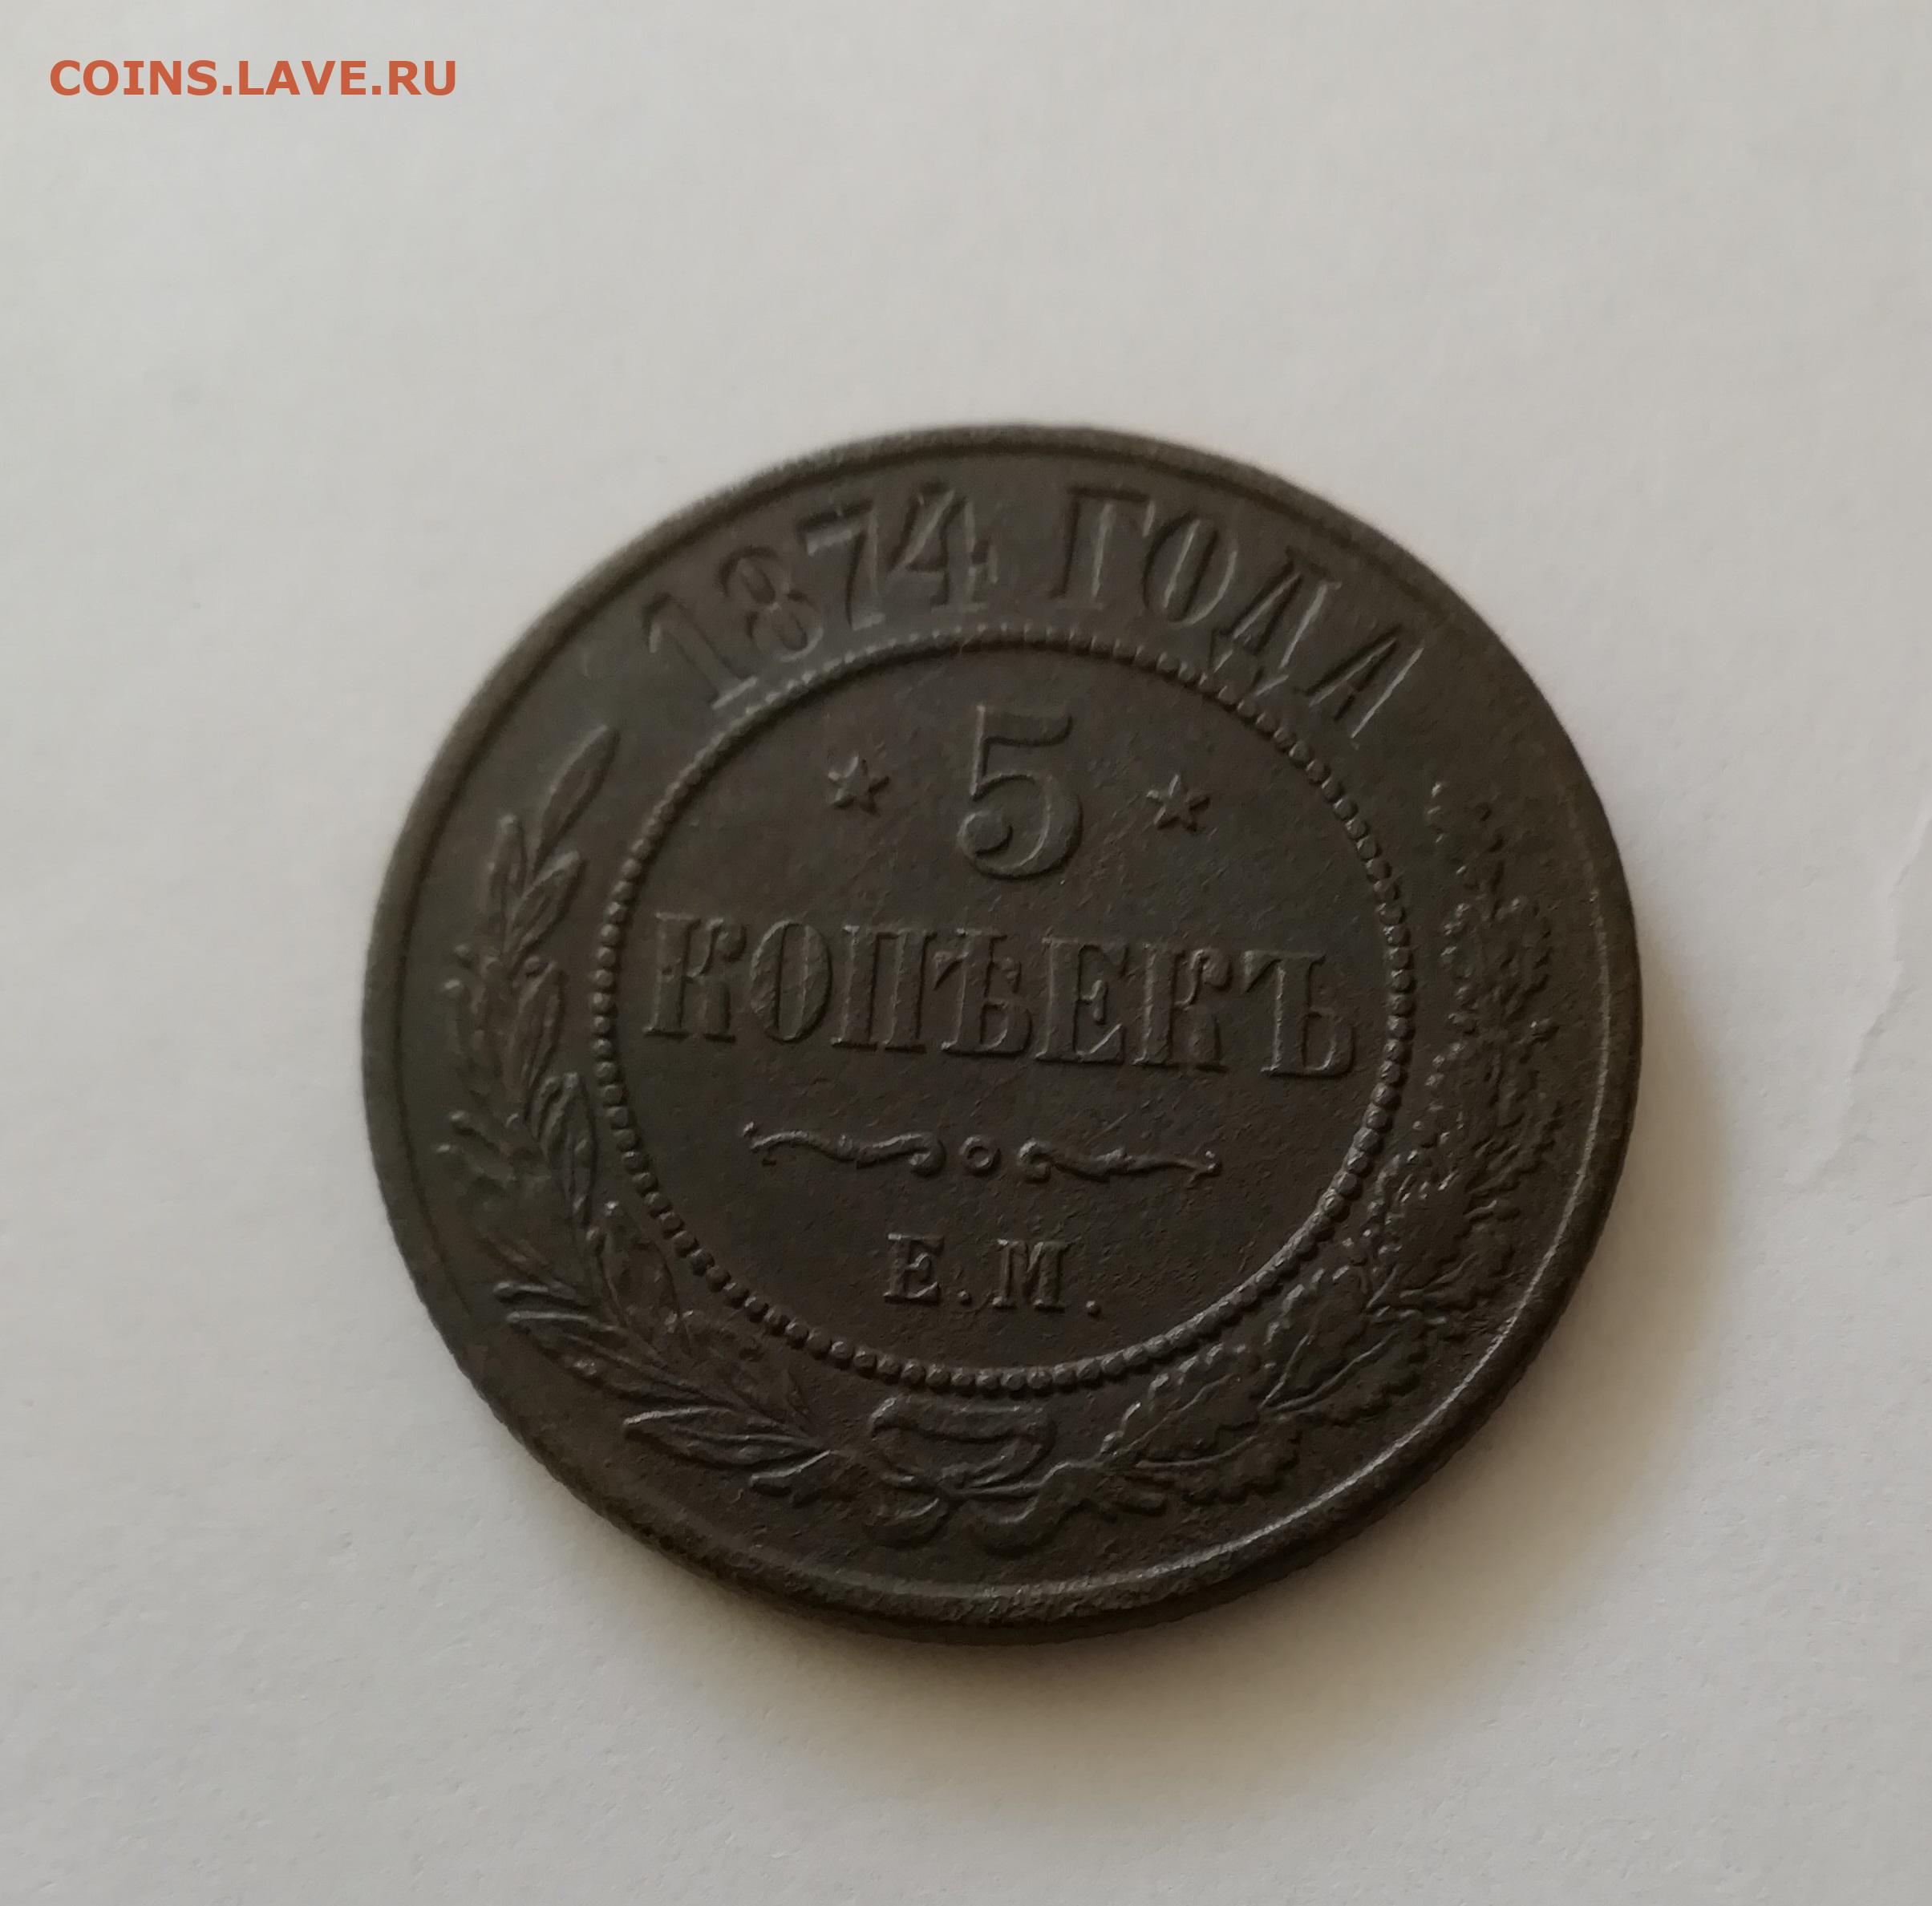 COINS.LAVE.RU
1874 ГОДА
5
КОПѢЕКЪ
Е.М.